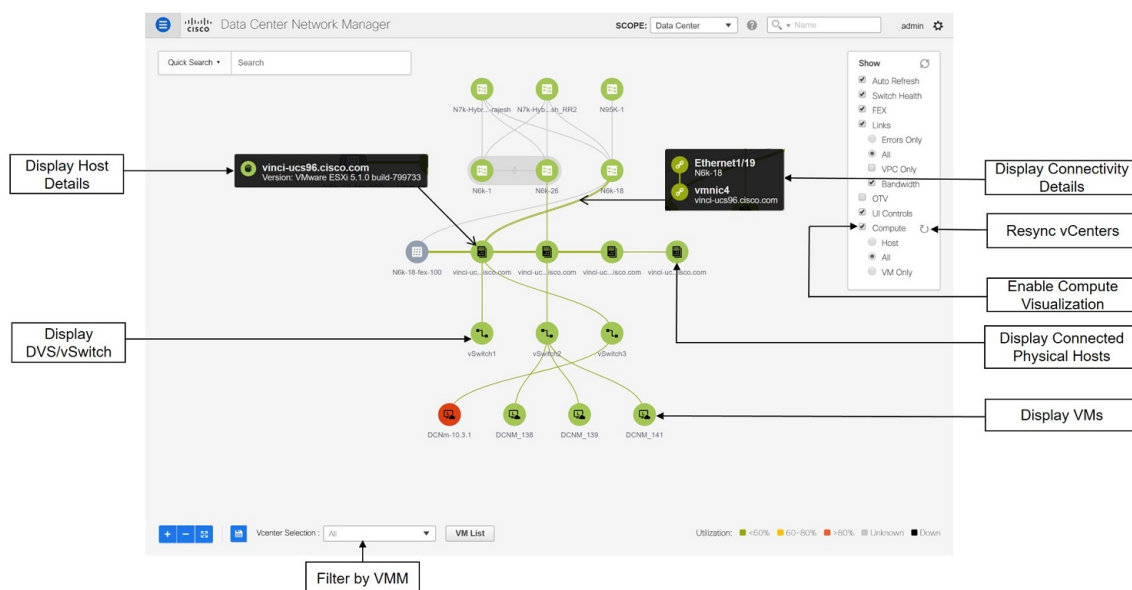 cisco Data Center Network Manager
SCOPE: Data Center
Name
admin
Quick Search
Search
Show
Auto Refresh
Switch Health
FEX
Links
Errors Only
All
VPC Only
Bandwidth
OTV
UI Controls
Compute
Host
All
VM Only
N7k-Hybr...-rajesh
N7k-Hyb...sh_RR2
N95K-1
Display Host
Details
vinci-ucs96.cisco.com
Version: VMware ESXi 5.1.0 build-799733
N6k-1
N6k-26
N6k-18
Ethernet1/19
N6k-18
vmnic4
vinci-ucs96.cisco.com
Display Connectivity
Details
Resync vCenters
Enable Compute
Visualization
N6k-18-fex-100
vinci-uc...isco.com
vinci-uc...isco.com
vinci-uc...isco.com
vinci-uc...isco.com
Display
DVS/vSwitch
vSwitch1
vSwitch2
vSwitch3
Display Connected
Physical Hosts
DCNm-10.3.1
DCNM_138
DCNM_139
DCNM_141
Display VMs
Vcenter Selection :
All
VM List
Utilization: <60% 60-80% >80% Unknown Down
Filter by VMM